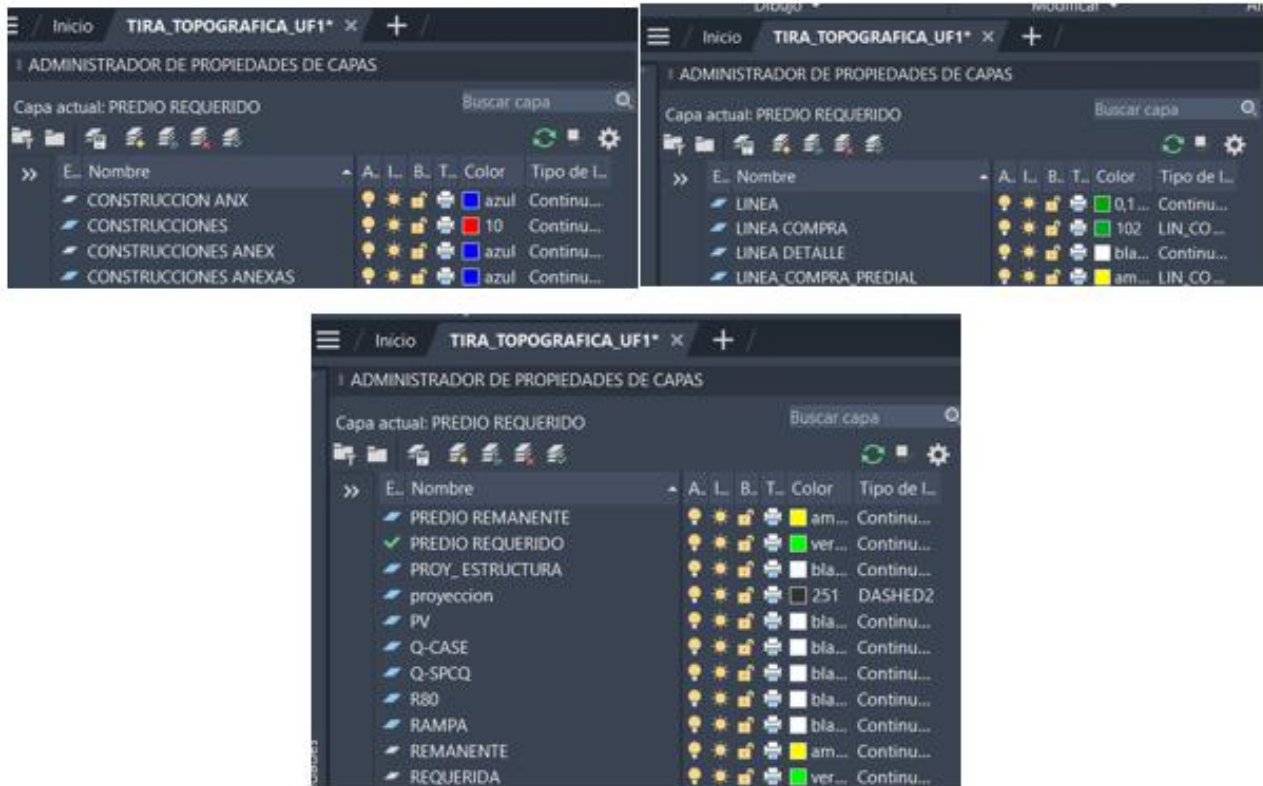 Inicio TIRA_TOPOGRAFICA_UF1* × +
ADMINISTRADOR DE PROPIEDADES DE CAPAS
Capa actual: PREDIO REQUERIDO Buscar capa
» E.. Nombre A.. I.. B.. T.. Color Tipo de l...
CONSTRUCCION ANX azul Continu...
CONSTRUCCIONES 10 Continu...
CONSTRUCCIONES ANEX azul Continu...
CONSTRUCCIONES ANEXAS azul Continu...
Dibujo Modificar
Inicio TIRA_TOPOGRAFICA_UF1* × +
ADMINISTRADOR DE PROPIEDADES DE CAPAS
Capa actual: PREDIO REQUERIDO Buscar capa
» E.. Nombre A.. I.. B.. T.. Color Tipo de l...
LINEA 0,1... Continu...
LINEA COMPRA 102 LIN_CO...
LINEA DETALLE bla... Continu...
LINEA_COMPRA_PREDIAL am... LIN_CO...
Inicio TIRA_TOPOGRAFICA_UF1* × +
ADMINISTRADOR DE PROPIEDADES DE CAPAS
Capa actual: PREDIO REQUERIDO Buscar capa
» E.. Nombre A.. I.. B.. T.. Color Tipo de l...
PREDIO REMANENTE am... Continu...
PREDIO REQUERIDO ver... Continu...
PROY_ ESTRUCTURA bla... Continu...
proyeccion 251 DASHED2
PV bla... Continu...
Q-CASE bla... Continu...
Q-SPCQ bla... Continu...
R80 bla... Continu...
RAMPA bla... Continu...
REMANENTE am... Continu...
REQUERIDA ver... Continu...